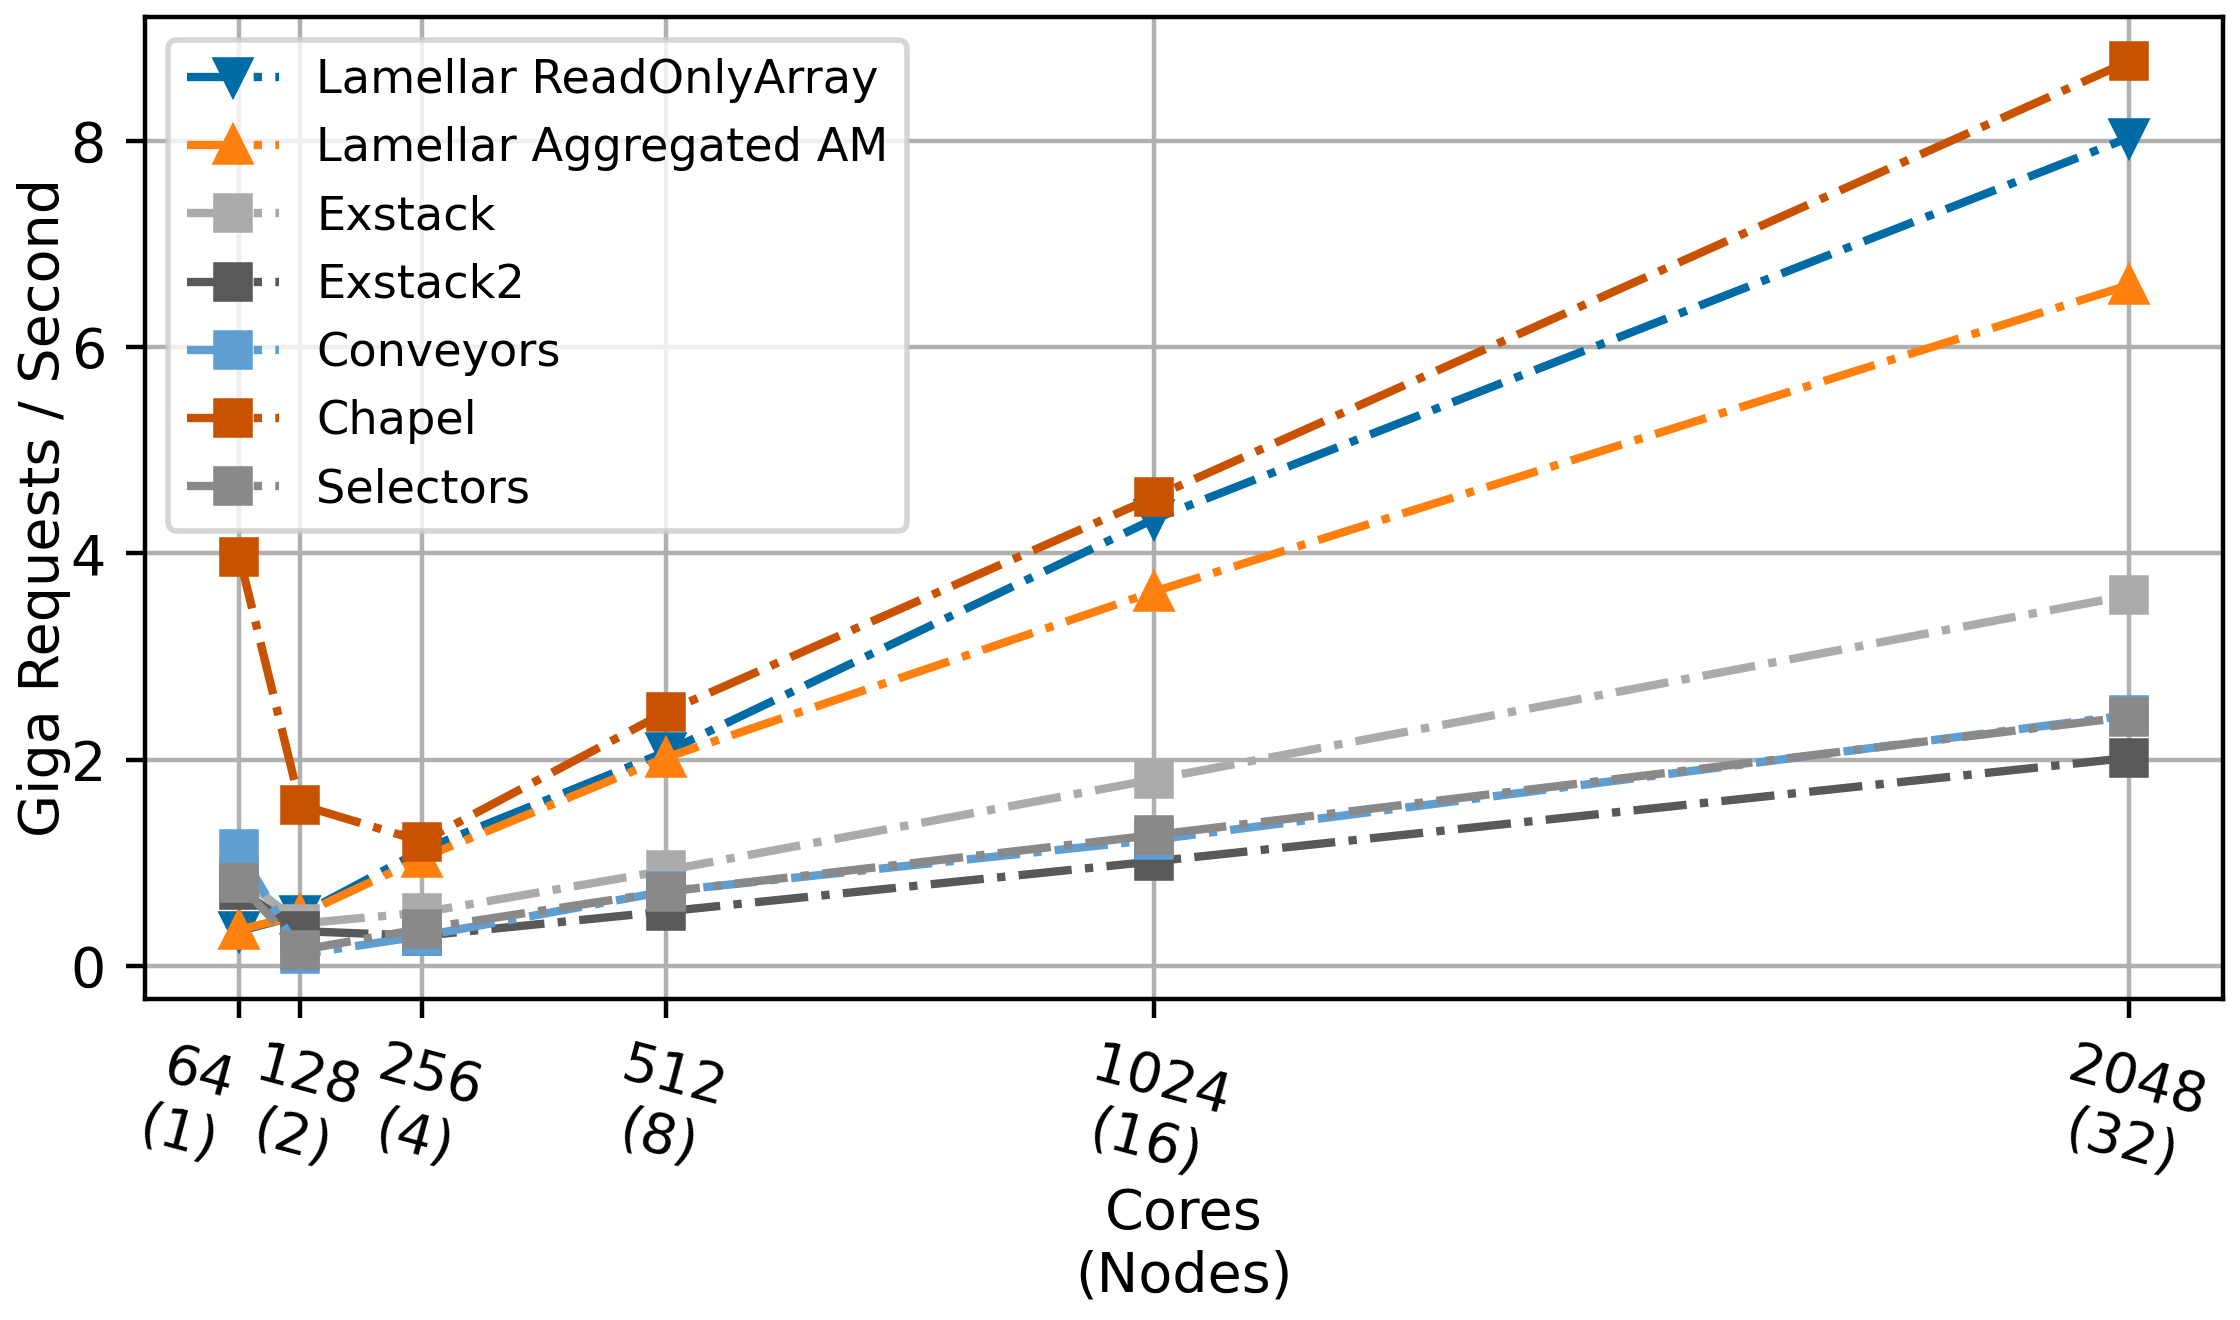 Lamellar ReadOnlyArray
Lamellar Aggregated AM
Exstack
Exstack2
Conveyors
Chapel
Selectors
Giga Requests / Second
8
6
4
2
0
64 128 256 512 1024 2048
(1) (2) (4) (8) (16) (32)
Cores
(Nodes)